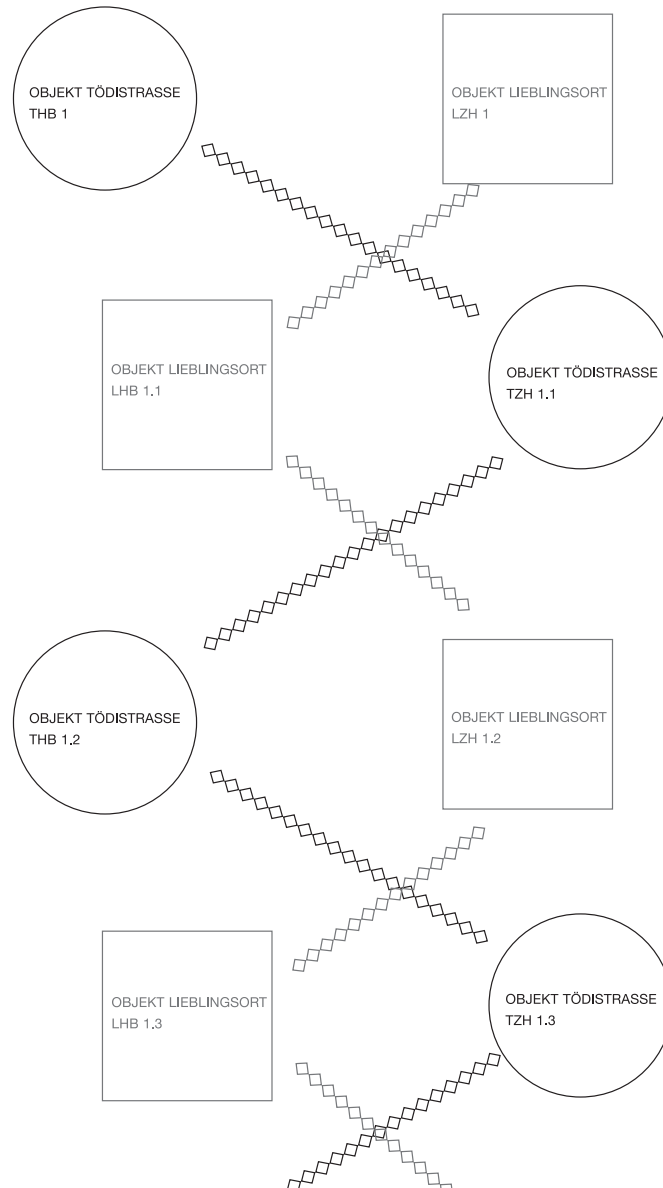 OBJEKT TÖDISTRASSE
THB 1
OBJEKT LIEBLINGSORT
LZH 1
OBJEKT LIEBLINGSORT
LHB 1.1
OBJEKT TÖDISTRASSE
TZH 1.1
OBJEKT TÖDISTRASSE
THB 1.2
OBJEKT LIEBLINGSORT
LZH 1.2
OBJEKT LIEBLINGSORT
LHB 1.3
OBJEKT TÖDISTRASSE
TZH 1.3